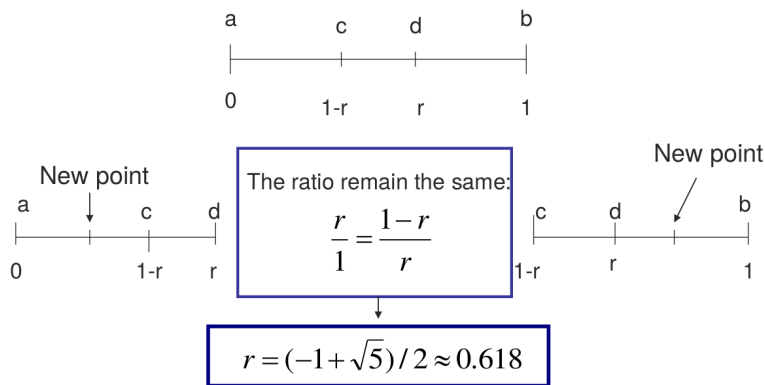 a c d b
0 1-r r 1
New point
a c d
0 1-r r
The ratio remain the same:
r/1 = 1−r/r
New point
c d b
1-r r 1
r = (−1+√5)/2 ≈ 0.618